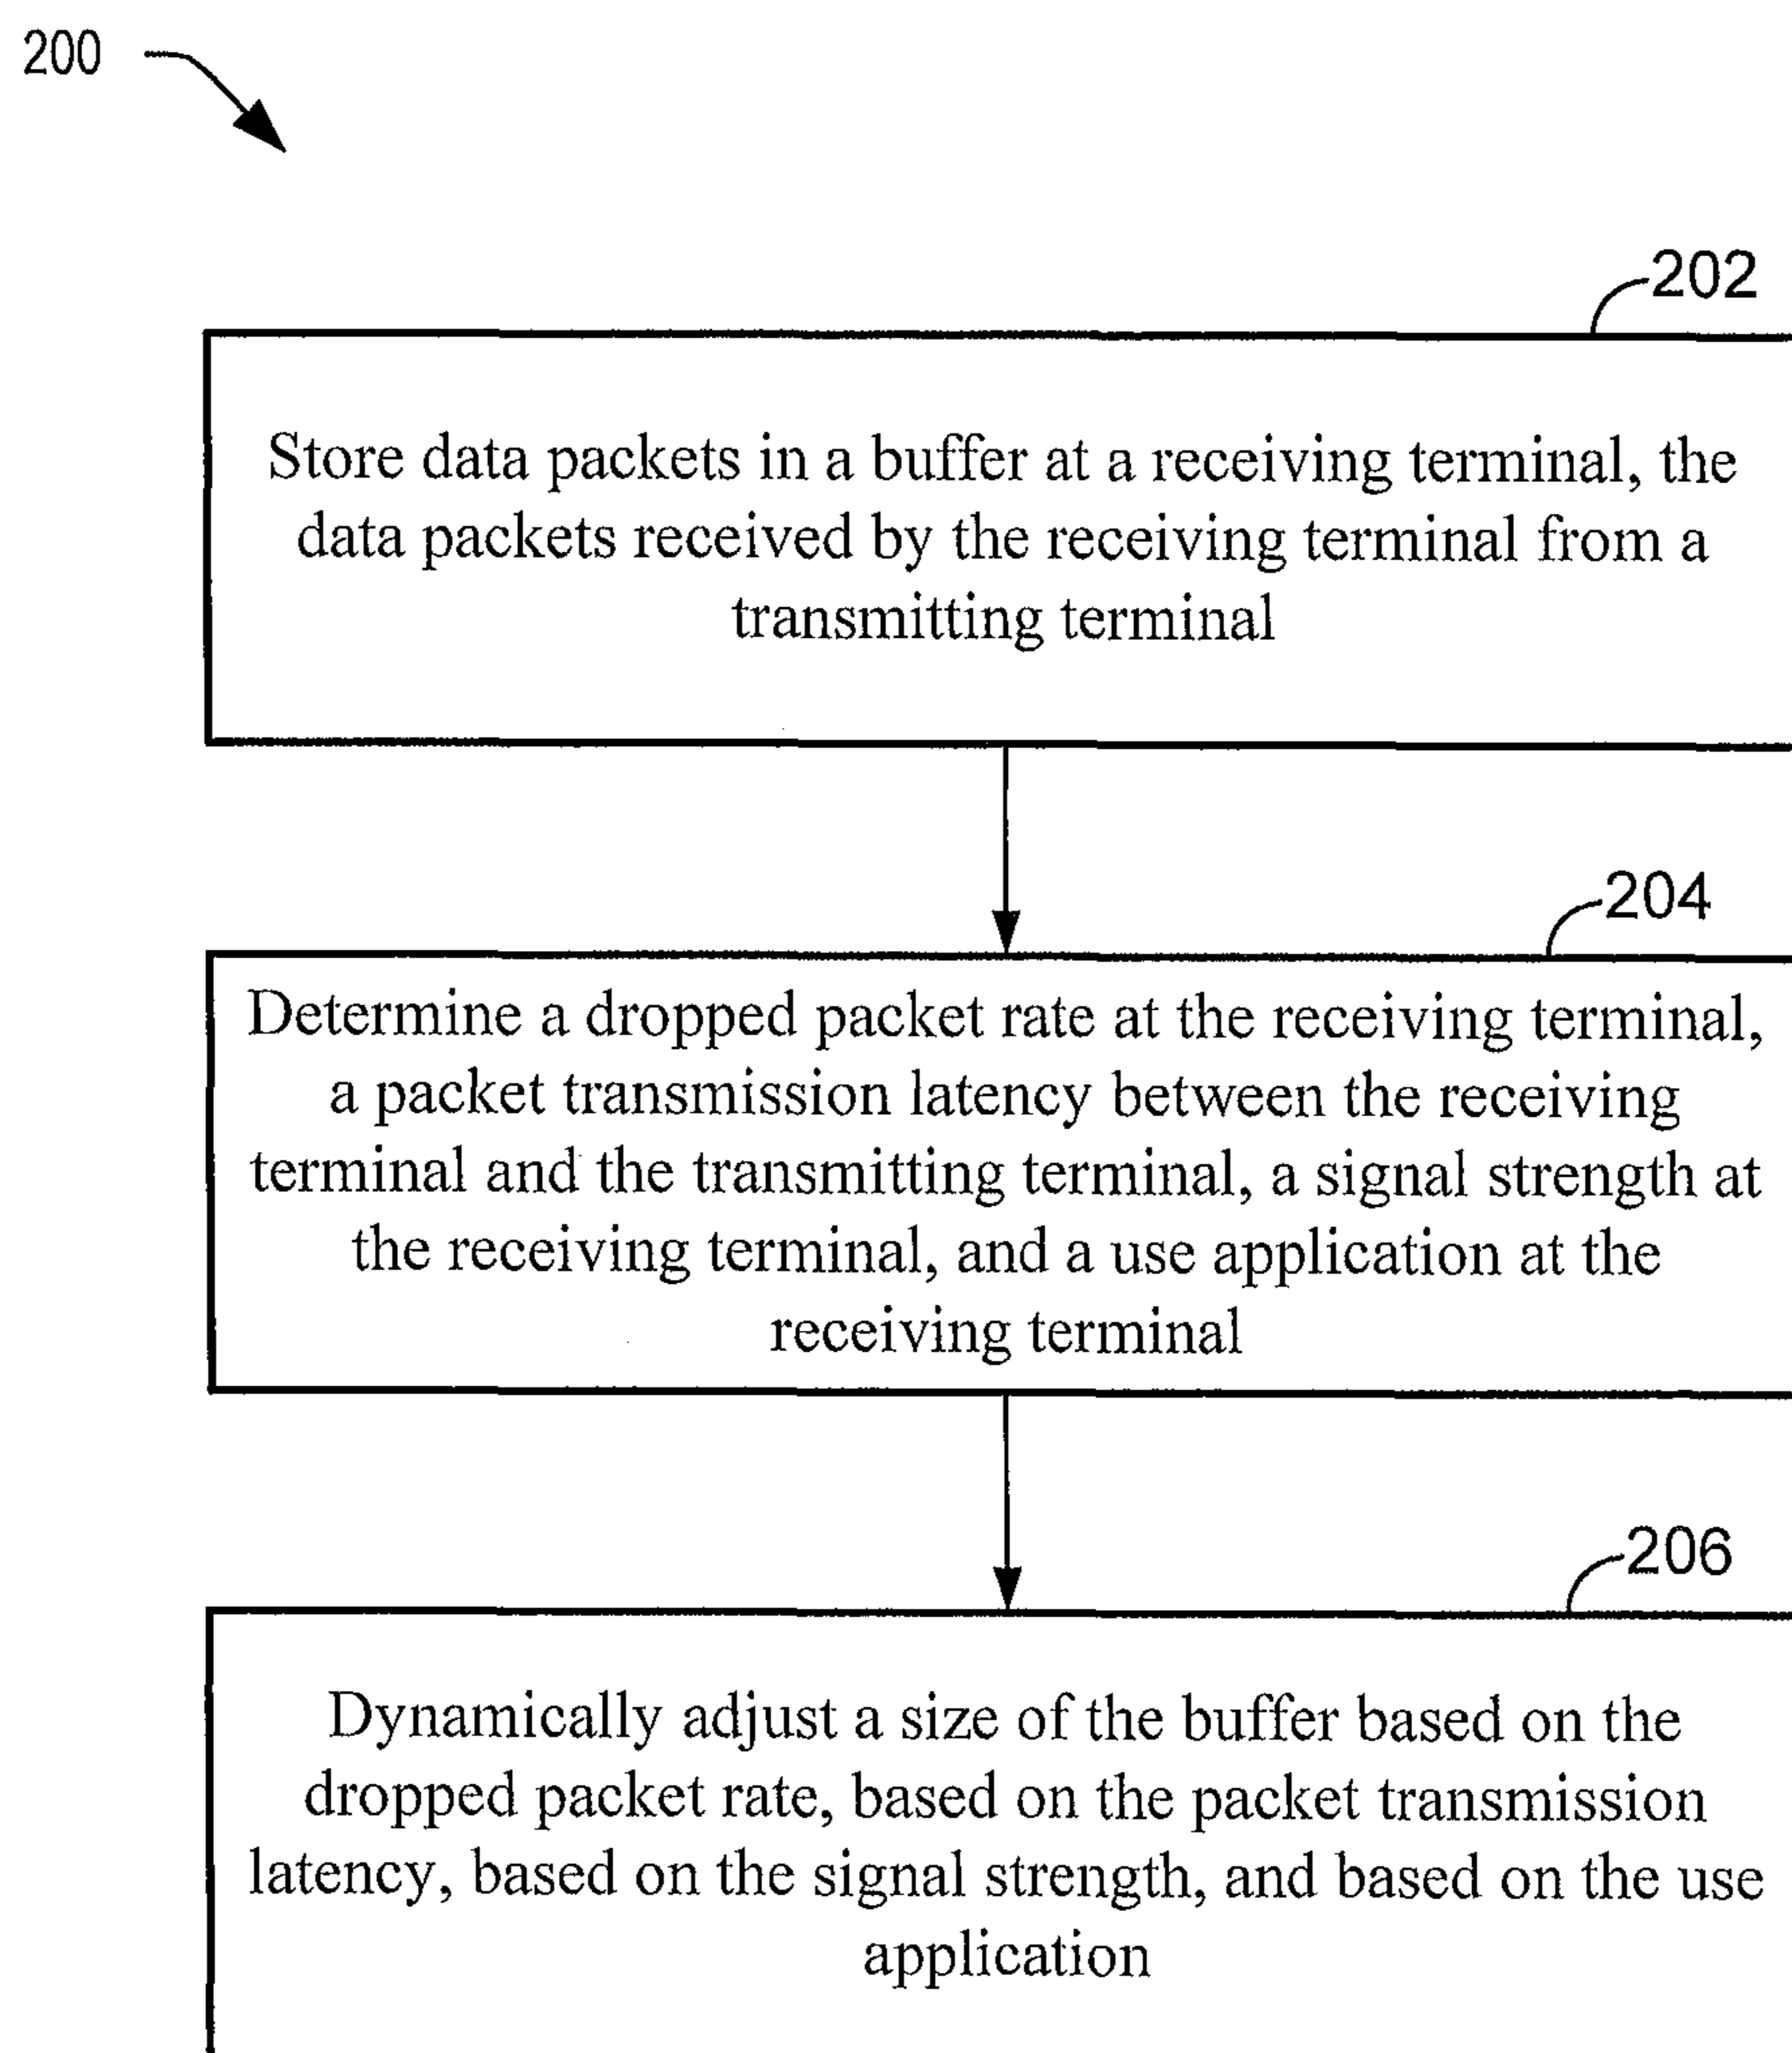 200
202
Store data packets in a buffer at a receiving terminal, the
data packets received by the receiving terminal from a
transmitting terminal
204
Determine a dropped packet rate at the receiving terminal,
a packet transmission latency between the receiving
terminal and the transmitting terminal, a signal strength at
the receiving terminal, and a use application at the
receiving terminal
206
Dynamically adjust a size of the buffer based on the
dropped packet rate, based on the packet transmission
latency, based on the signal strength, and based on the use
application